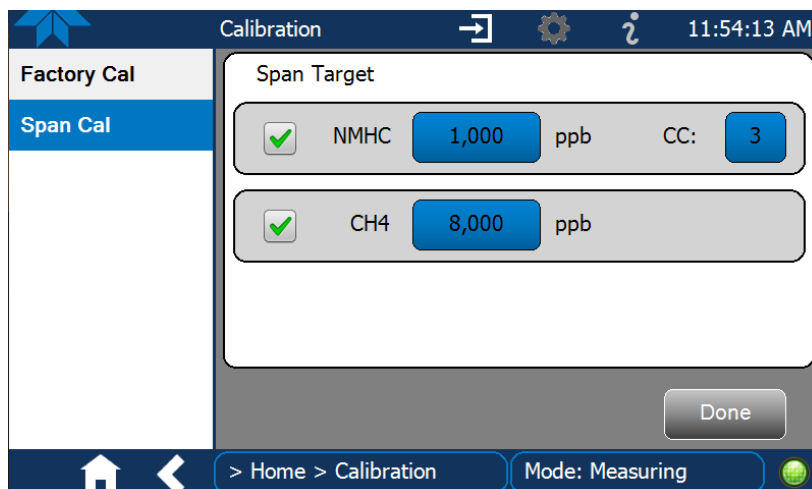 Calibration
11:54:13 AM
Factory Cal
Span Cal
Span Target
NMHC 1,000 ppb CC: 3
CH4 8,000 ppb
Done
> Home > Calibration
Mode: Measuring